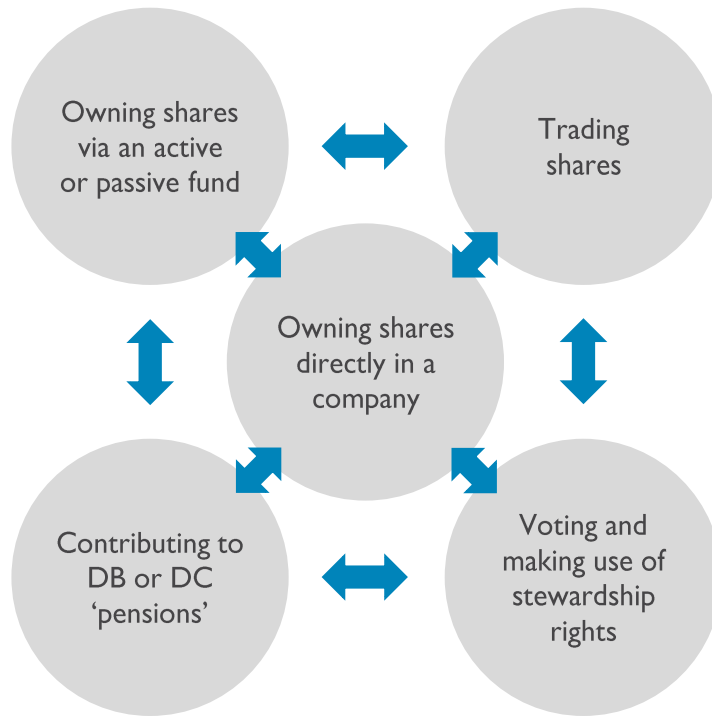 Owning shares
via an active
or passive fund
Trading
shares
Owning shares
directly in a
company
Contributing to
DB or DC
‘pensions’
Voting and
making use of
stewardship
rights